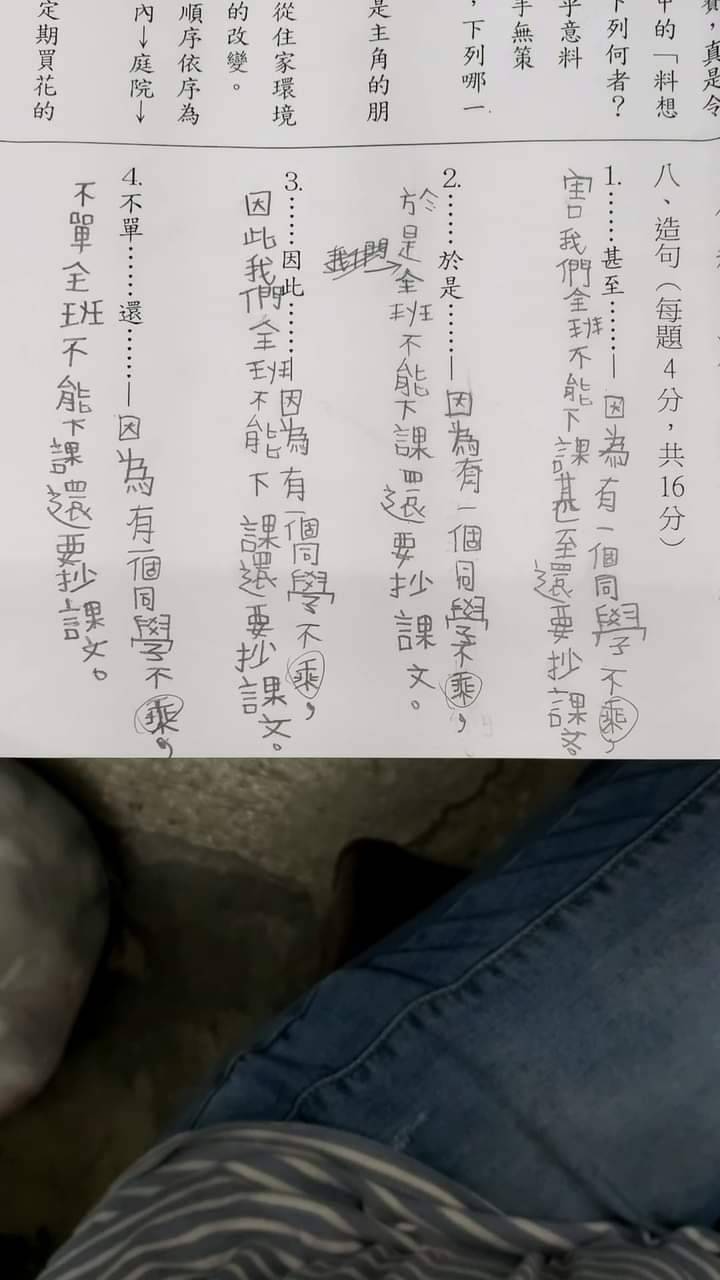 賓，真是令
中的「料想
下列何者？
乎意料
手無策
，下列哪一
是主角的朋
從住家環境
的改變。
順序依序為
內→庭院→
定期買花的
八、造句（每題4分，共16分）
1.……甚至……—因為有一個同學不乘，
害我們全班不能下課甚至還要抄課文。
2.……於是……—因為有一個同學不乘，
於是全班不能下課還要抄課文。
我們
3.……因此……—因為有一個同學不乘，
因此我們全班不能下課還要抄課文。
4.不單……還……—因為有一個同學不乘，
不單全班不能下課還要抄課文。